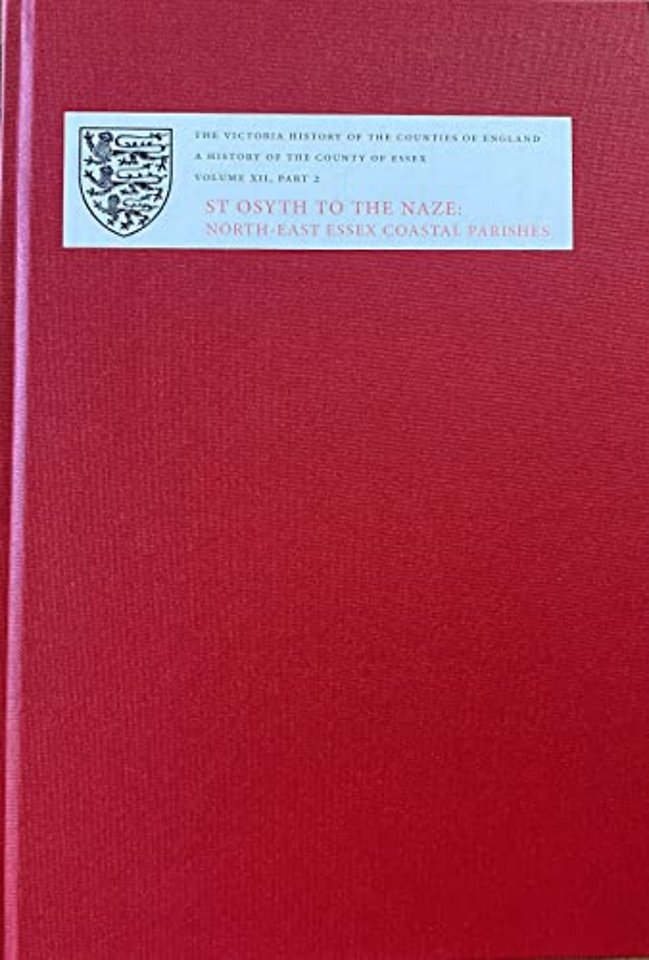 THE VICTORIA HISTORY OF THE COUNTIES OF ENGLAND
A HISTORY OF THE COUNTY OF ESSEX
VOLUME XII, PART 2
ST OSYTH TO THE NAZE:
NORTH-EAST ESSEX COASTAL PARISHES